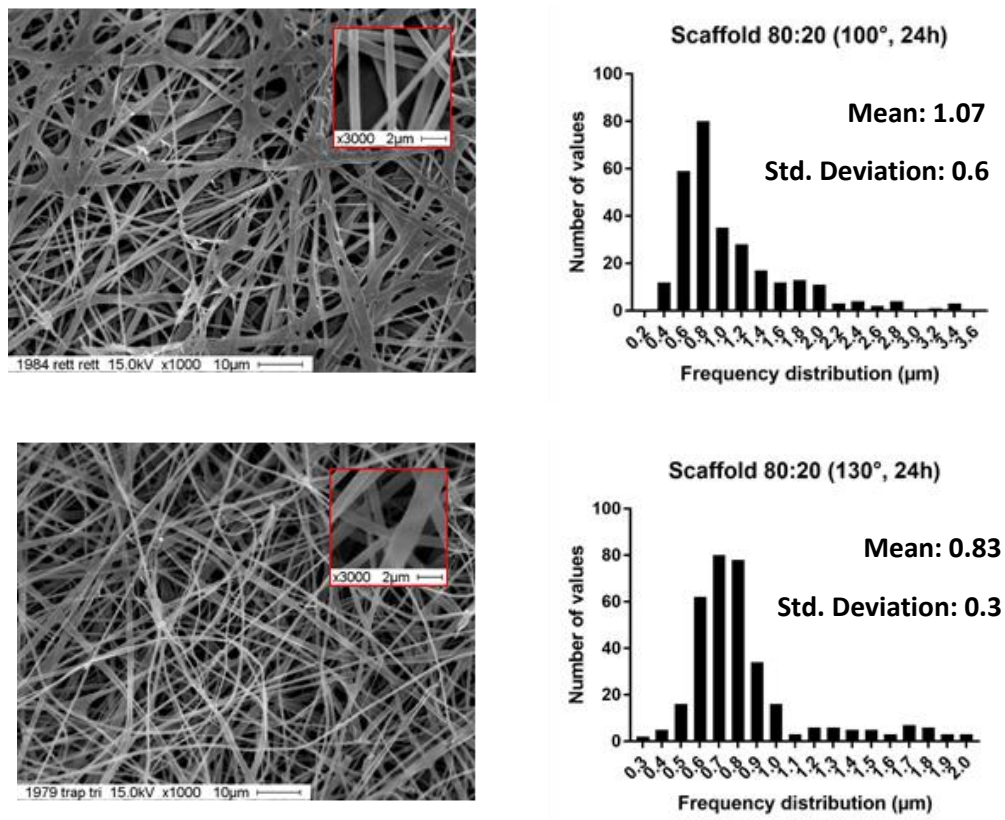 x3000 2µm
1984 rett rett 15.0kV x1000 10µm
Scaffold 80:20 (100°, 24h)
Mean: 1.07
Std. Deviation: 0.6
Number of values
100
80
60
40
20
0
0.2 0.4 0.6 0.8 1.0 1.2 1.4 1.6 1.8 2.0 2.2 2.4 2.6 2.8 3.0 3.2 3.4 3.6
Frequency distribution (µm)
x3000 2µm
1979 trap tri 15.0kV x1000 10µm
Scaffold 80:20 (130°, 24h)
Mean: 0.83
Std. Deviation: 0.3
Number of values
100
80
60
40
20
0
0.3 0.4 0.5 0.6 0.7 0.8 0.9 1.0 1.1 1.2 1.3 1.4 1.5 1.6 1.7 1.8 1.9 2.0
Frequency distribution (µm)